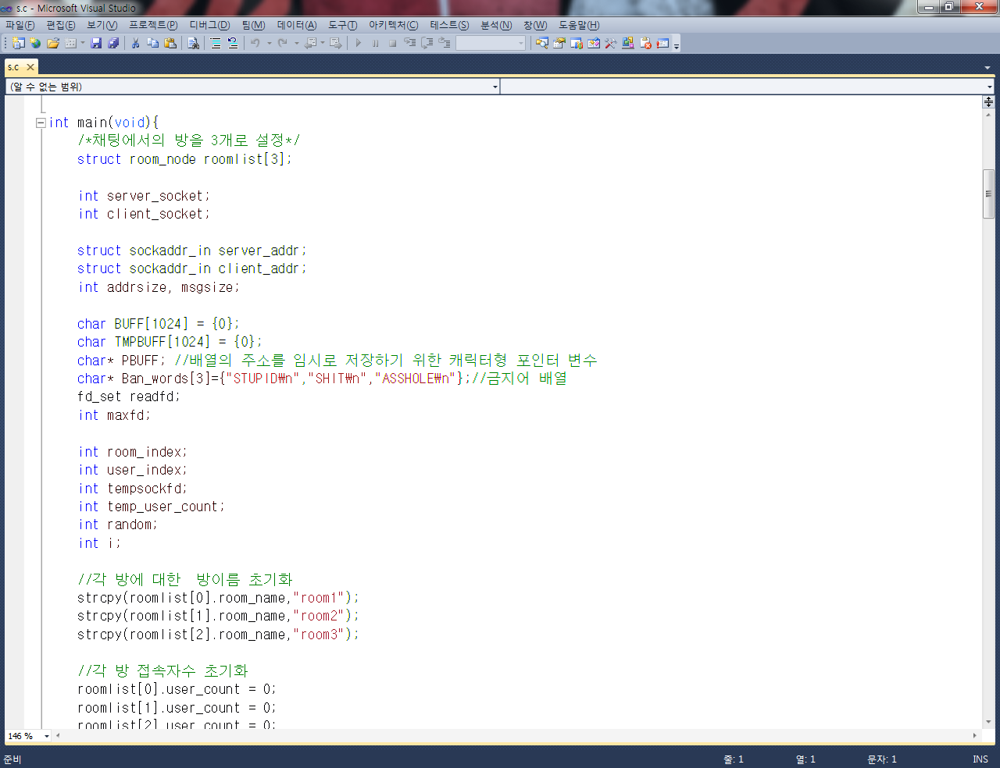 s.c - Microsoft Visual Studio
파일(F) 편집(E) 보기(V) 프로젝트(P) 디버그(D) 팀(M) 데이터(A) 도구(T) 아키텍처(C) 테스트(S) 분석(N) 창(W) 도움말(H)
s.c
(알 수 없는 범위)
int main(void){
/*채팅에서의 방을 3개로 설정*/
struct room_node roomlist[3];
int server_socket;
int client_socket;
struct sockaddr_in server_addr;
struct sockaddr_in client_addr;
int addrsize, msgsize;
char BUFF[1024] = {0};
char TMPBUFF[1024] = {0};
char* PBUFF; //배열의 주소를 임시로 저장하기 위한 캐릭터형 포인터 변수
char* Ban_words[3]={"STUPID₩n","SHIT₩n","ASSHOLE₩n"};//금지어 배열
fd_set readfd;
int maxfd;
int room_index;
int user_index;
int tempsockfd;
int temp_user_count;
int random;
int i;
//각 방에 대한  방이름 초기화
strcpy(roomlist[0].room_name,"room1");
strcpy(roomlist[1].room_name,"room2");
strcpy(roomlist[2].room_name,"room3");
//각 방 접속자수 초기화
roomlist[0].user_count = 0;
roomlist[1].user_count = 0;
roomlist[2].user_count = 0;
146 %
준비 줄: 1 열: 1 문자: 1 INS